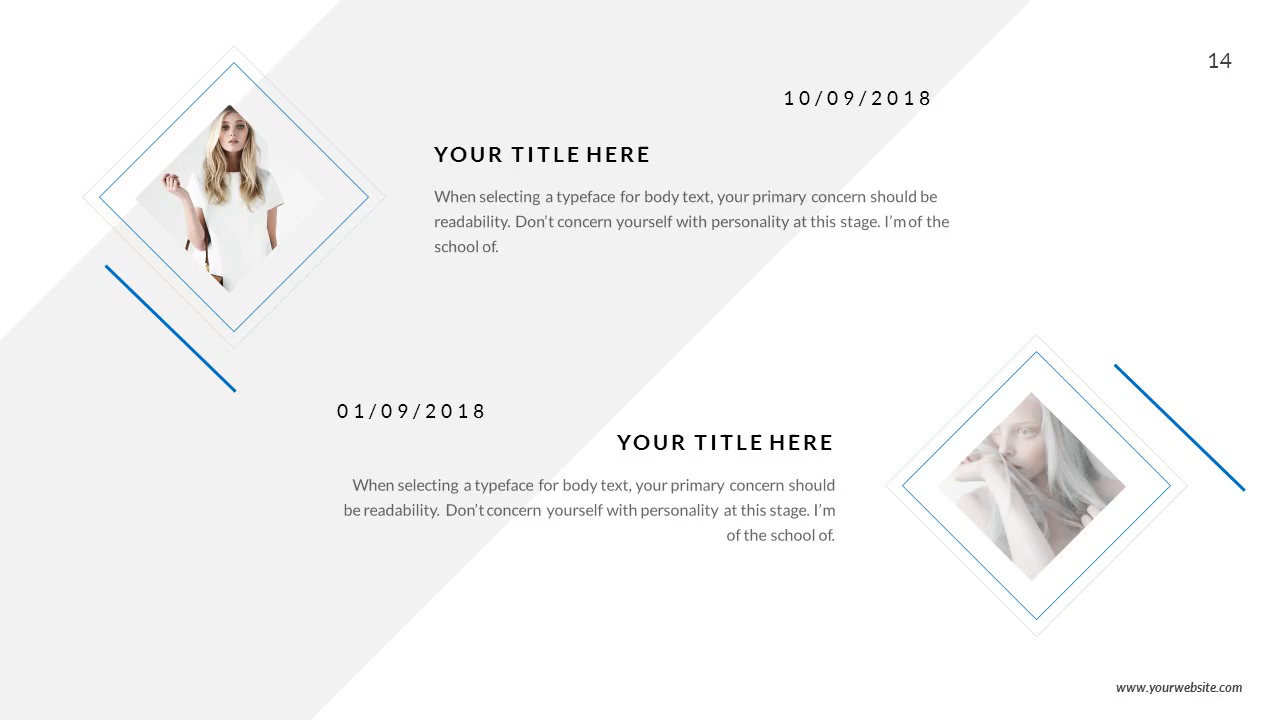 14
10/09/2018
YOUR TITLE HERE
When selecting a typeface for body text, your primary concern should be
readability. Don't concern yourself with personality at this stage. I'm of the
school of.
01/09/2018
YOUR TITLE HERE
When selecting a typeface for body text, your primary concern should
be readability. Don't concern yourself with personality at this stage. I'm
of the school of.
www.yourwebsite.com